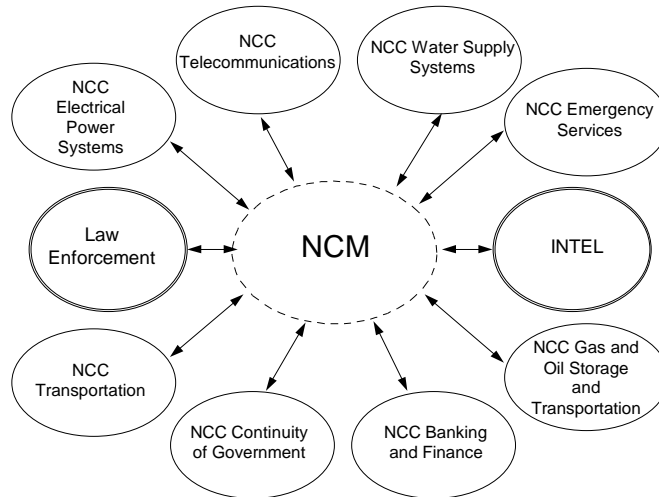 NCC
Telecommunications
NCC Water Supply
Systems
NCC
Electrical
Power
Systems
NCC Emergency
Services
Law
Enforcement
NCM
INTEL
NCC
Transportation
NCC Gas and
Oil Storage
and
Transportation
NCC Continuity
of Government
NCC Banking
and Finance